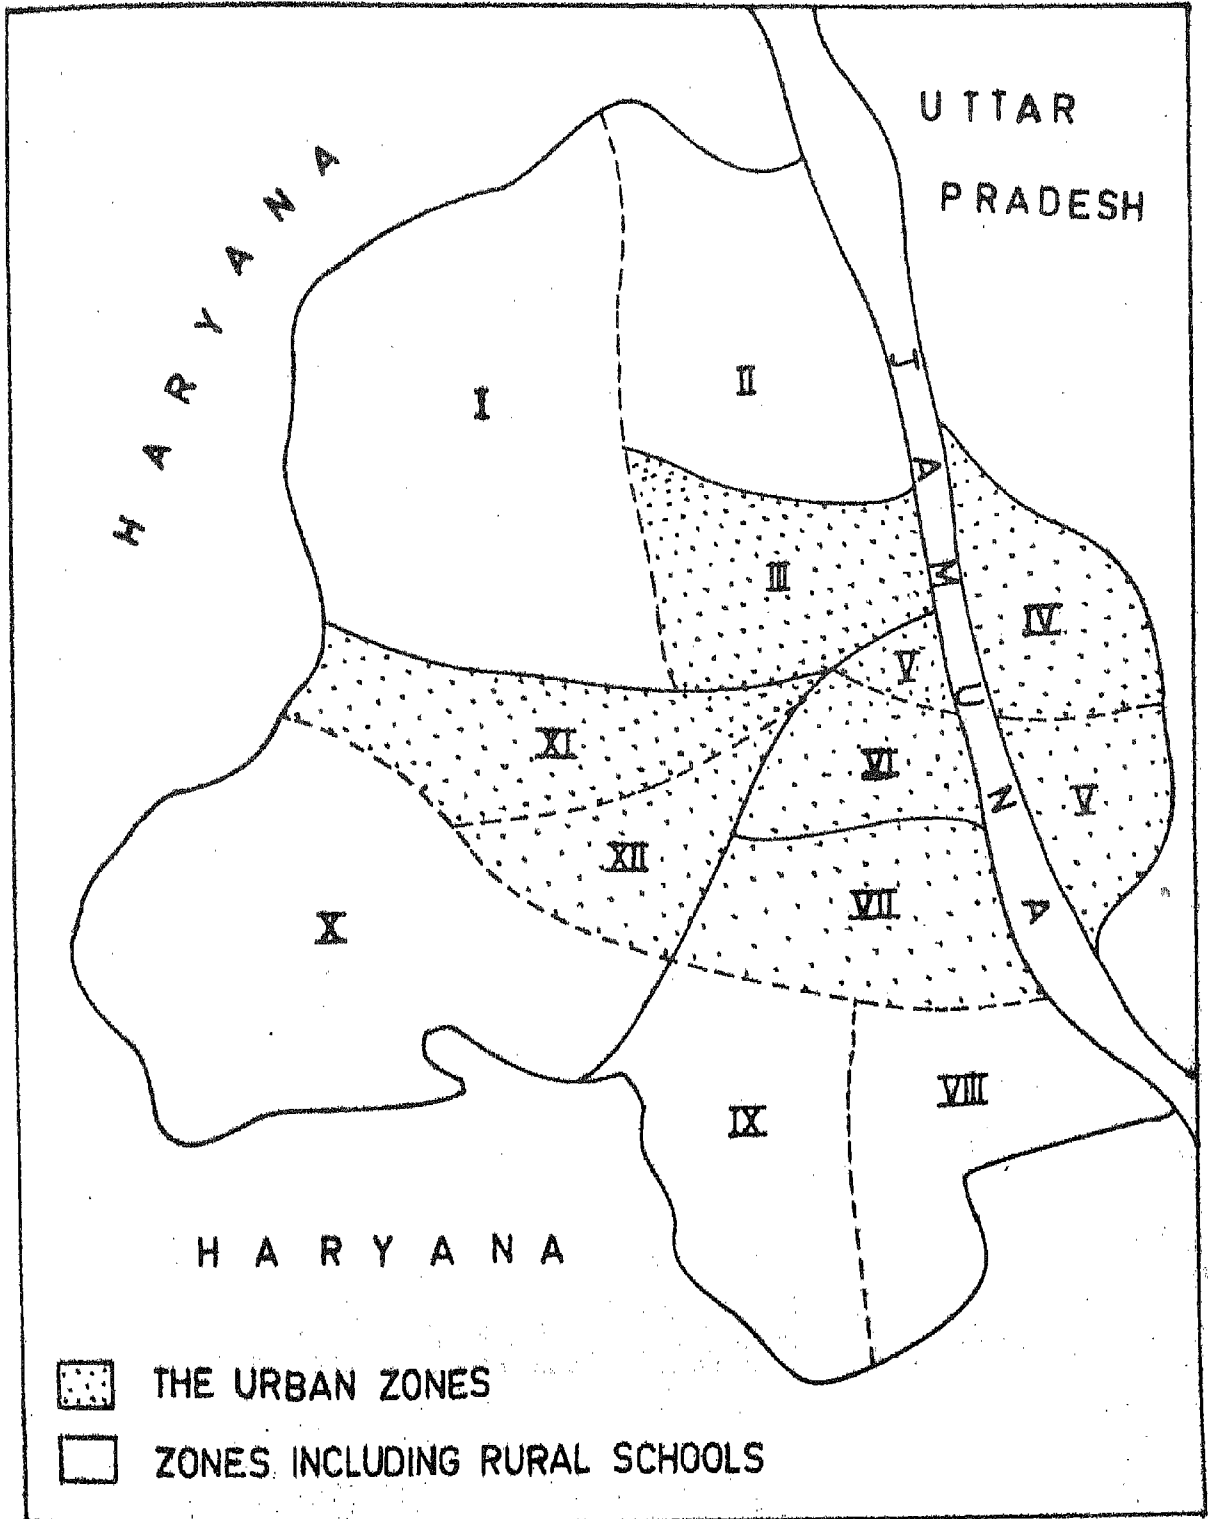 UTTAR
PRADESH
HARYANA
I
II
III
IV
V
VI
V
XI
XII
VII
X
IX
VIII
JAMUNA
HARYANA
THE URBAN ZONES
ZONES INCLUDING RURAL SCHOOLS